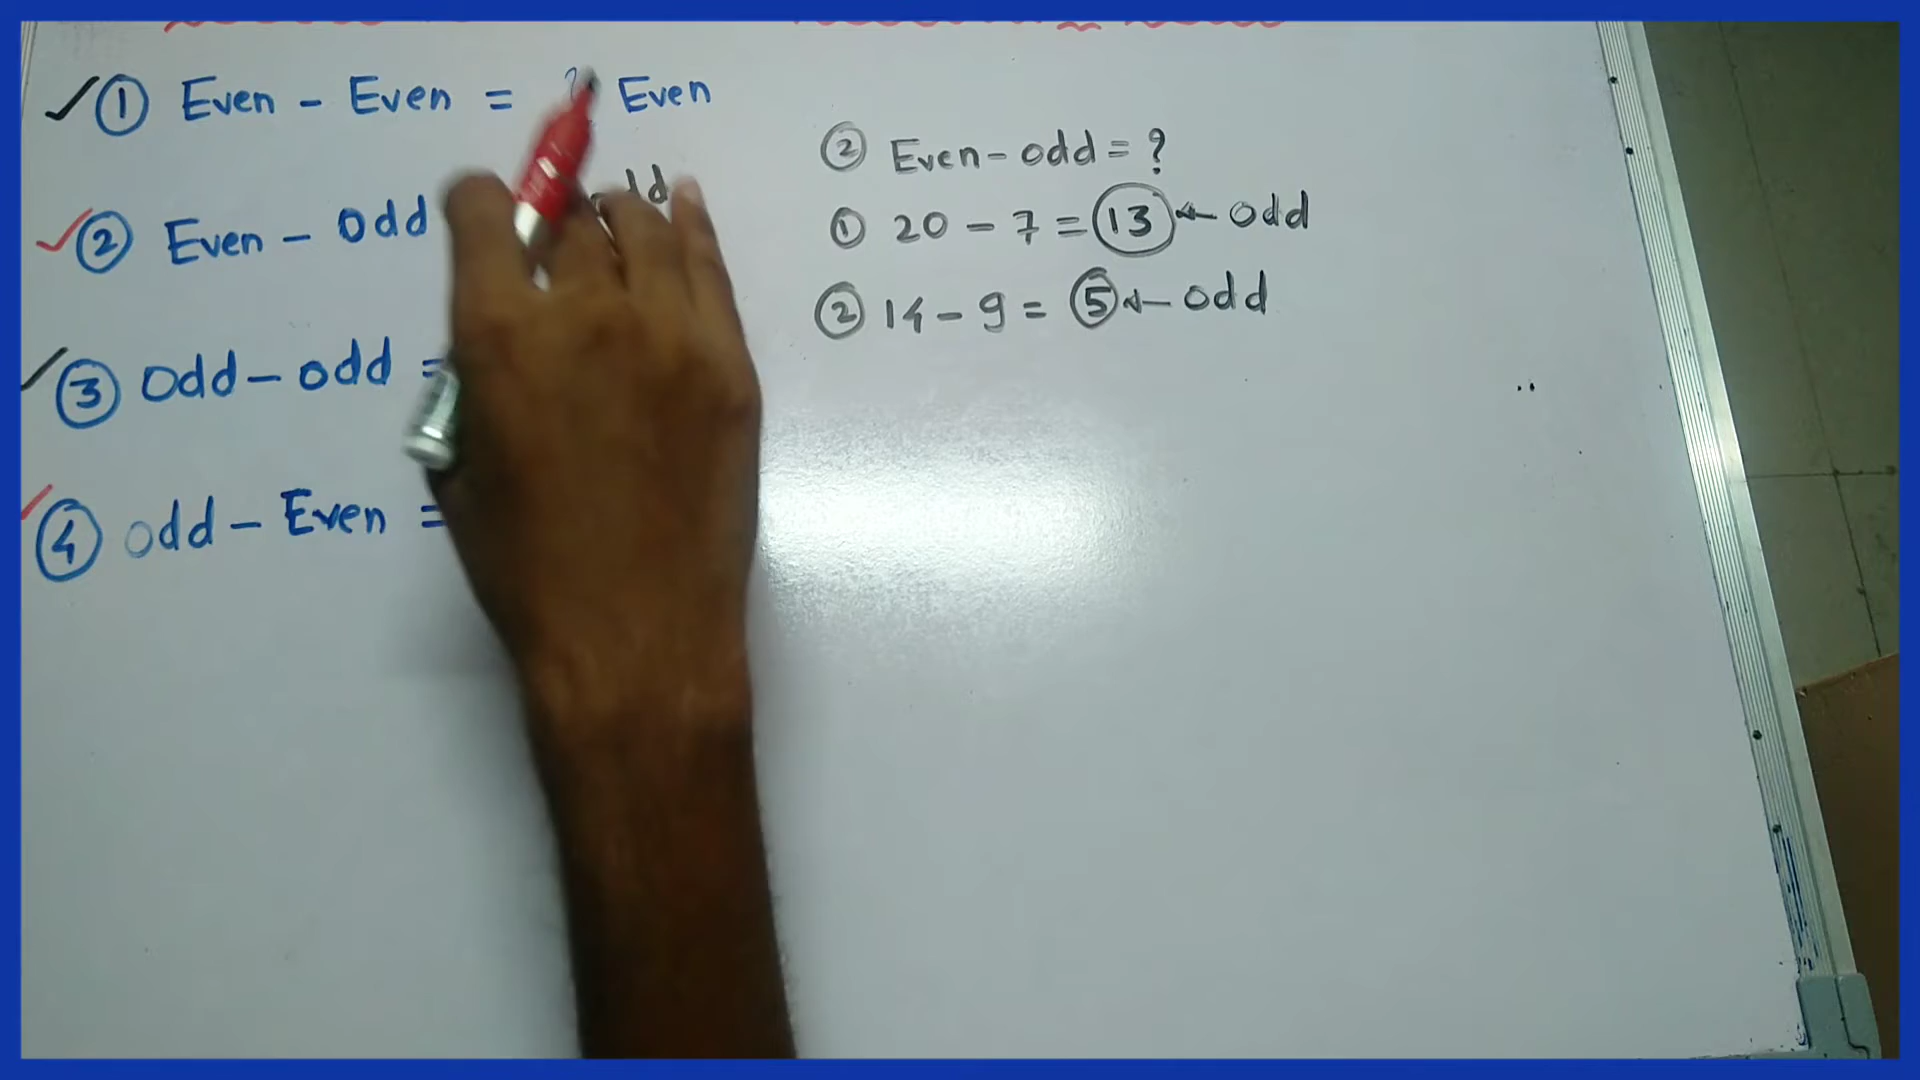 ① Even - Even = Even
② Even - Odd
③ Odd - odd =
④ odd - Even =
② Even - odd = ?
① 20 - 7 = 13 ← odd
② 14 - 9 = 5 ← odd